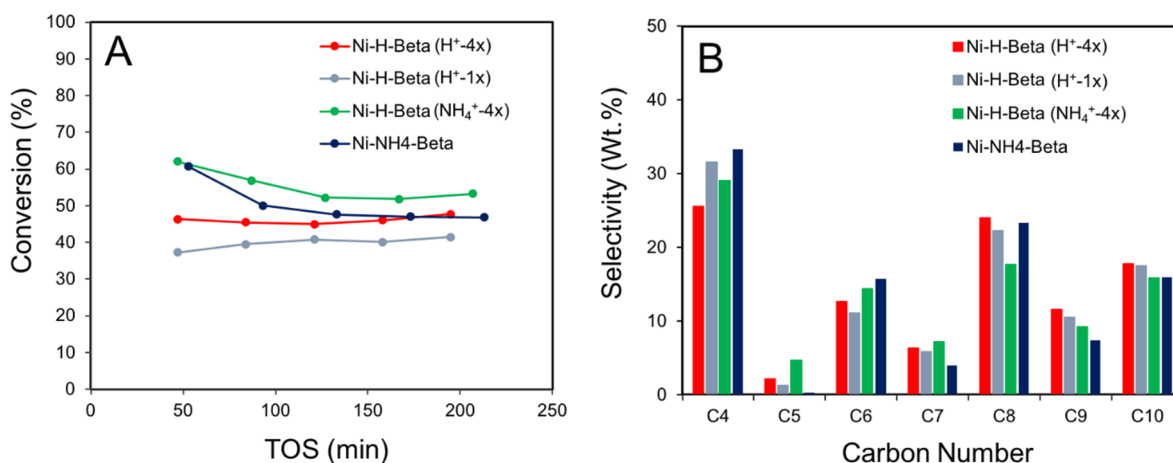 A
Conversion (%)
100
90
80
70
60
50
40
30
20
10
0
0 50 100 150 200 250
TOS (min)
Ni-H-Beta (H⁺-4x)
Ni-H-Beta (H⁺-1x)
Ni-H-Beta (NH₄⁺-4x)
Ni-NH4-Beta
B
Selectivity (Wt.%)
50
40
30
20
10
0
C4 C5 C6 C7 C8 C9 C10
Carbon Number
Ni-H-Beta (H⁺-4x)
Ni-H-Beta (H⁺-1x)
Ni-H-Beta (NH₄⁺-4x)
Ni-NH4-Beta